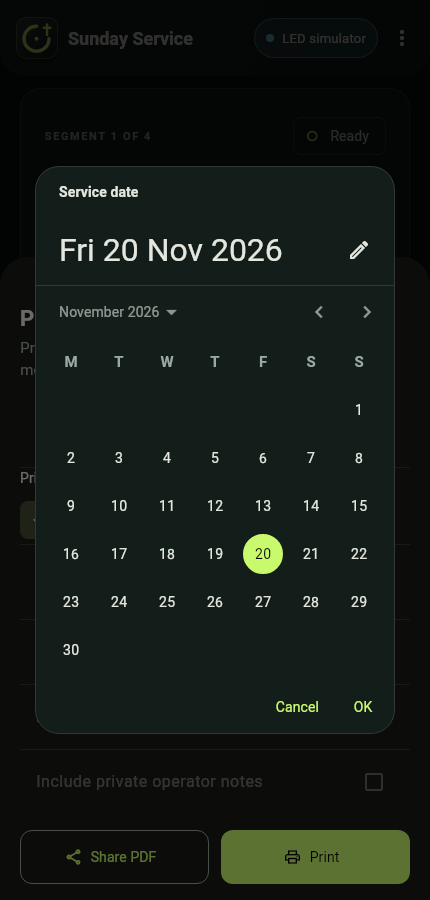 Sunday Service
LED simulator
SEGMENT 1 OF 4
Ready
Service date
Fri 20 Nov 2026
November 2026
M T W T F S S
1
2 3 4 5 6 7 8
9 10 11 12 13 14 15
16 17 18 19 20 21 22
23 24 25 26 27 28 29
30
Cancel OK
Include private operator notes
Share PDF
Print